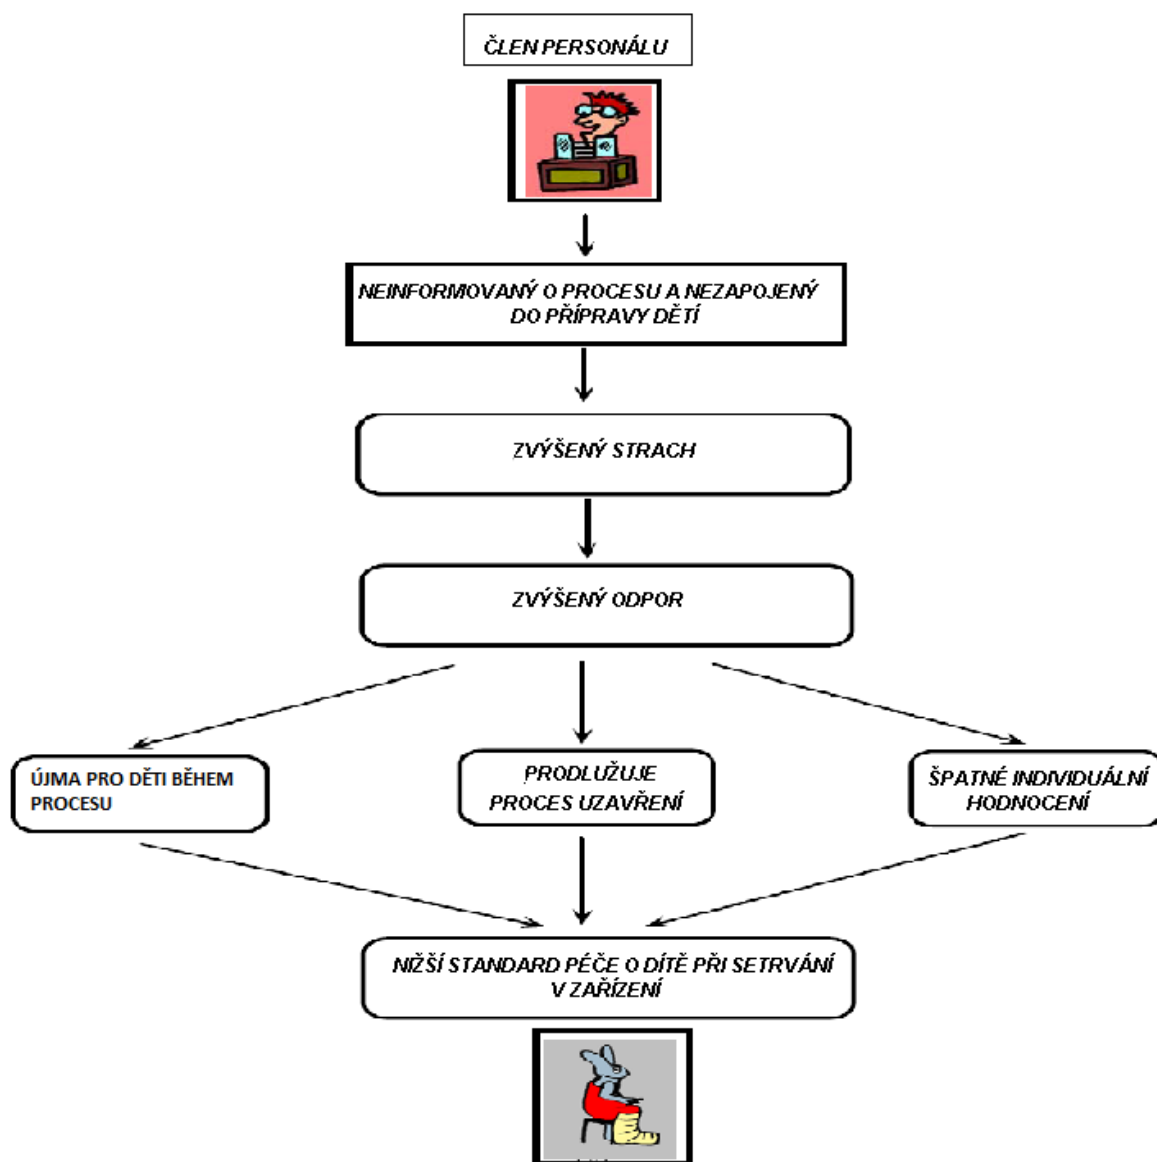 ČLEN PERSONÁLU
NEINFORMOVANÝ O PROCESU A NEZAPOJENÝ
DO PŘÍPRAVY DĚTÍ
ZVÝŠENÝ STRACH
ZVÝŠENÝ ODPOR
ÚJMA PRO DĚTI BĚHEM
PROCESU
PRODLUŽUJE
PROCES UZAVŘENÍ
ŠPATNÉ INDIVIDUÁLNÍ
HODNOCENÍ
NIŽŠÍ STANDARD PÉČE O DÍTĚ PŘI SETRVÁNÍ
V ZAŘÍZENÍ